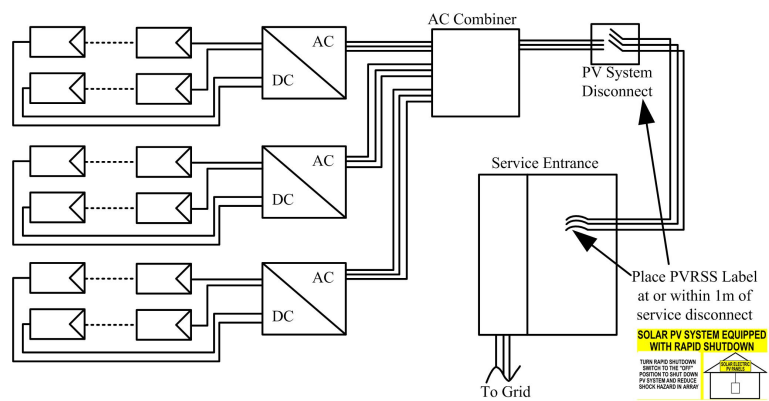 AC Combiner
AC
DC
PV System
Disconnect
AC
DC
Service Entrance
AC
DC
Place PVRSS Label
at or within 1m of
service disconnect
To Grid
SOLAR PV SYSTEM EQUIPPED
WITH RAPID SHUTDOWN
TURN RAPID SHUTDOWN
SWITCH TO THE "OFF"
POSITION TO SHUT DOWN
PV SYSTEM AND REDUCE
SHOCK HAZARD IN ARRAY
SOLAR ELECTRIC
PV PANELS